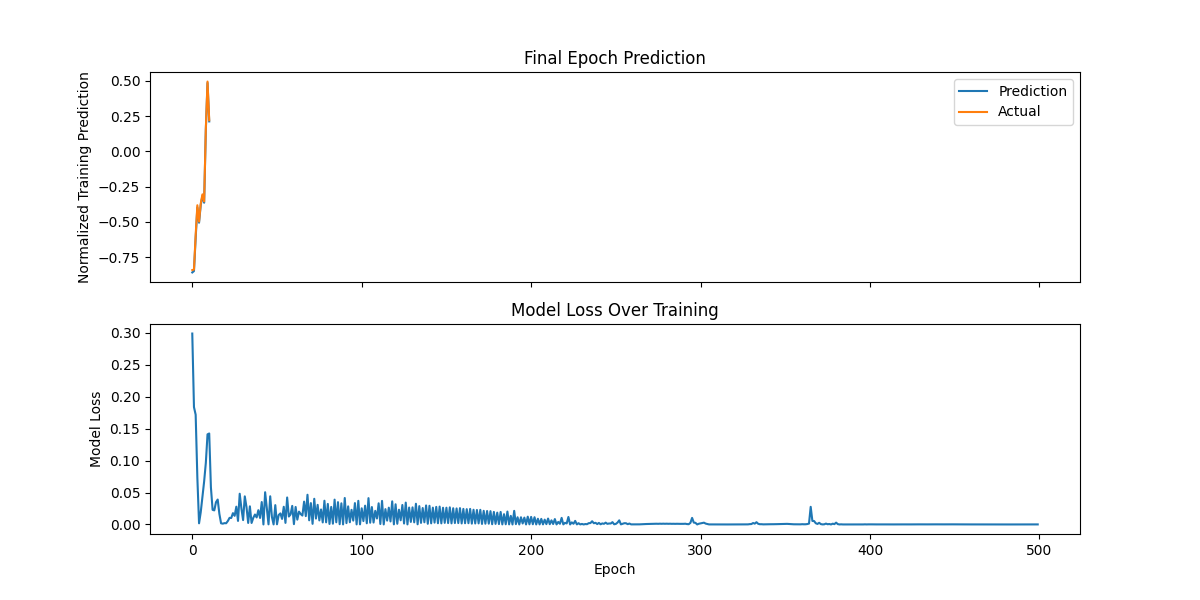 Final Epoch Prediction
Normalized Training Prediction
0.50
0.25
0.00
−0.25
−0.50
−0.75
Prediction
Actual
Model Loss Over Training
Model Loss
0.30
0.25
0.20
0.15
0.10
0.05
0.00
0 100 200 300 400 500
Epoch